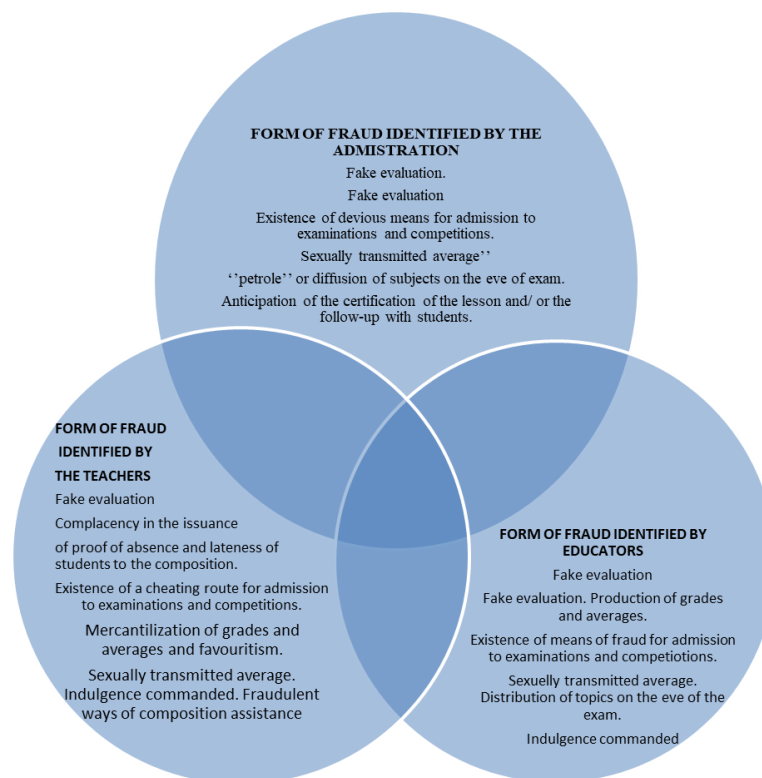 FORM OF FRAUD IDENTIFIED BY THE
ADMISTRATION
Fake evaluation.
Fake evaluation
Existence of devious means for admission to
examinations and competitions.
Sexually transmitted average’’
‘’petrole’’ or diffusion of subjects on the eve of exam.
Anticipation of the certification of the lesson and/ or the
follow-up with students.
FORM OF FRAUD
IDENTIFIED BY
THE TEACHERS
Fake evaluation
Complacency in the issuance
of proof of absence and lateness of
students to the composition.
Existence of a cheating route for admission
to examinations and competitions.
Mercantilization of grades and
averages and favouritism.
Sexually transmitted average.
Indulgence commanded. Fraudulent
ways of composition assistance
FORM OF FRAUD IDENTIFIED BY
EDUCATORS
Fake evaluation
Fake evaluation. Production of grades
and averages.
Existence of means of fraud for admission
to examinations and competiotions.
Sexuelly transmitted average.
Distribution of topics on the eve of the
exam.
Indulgence commanded